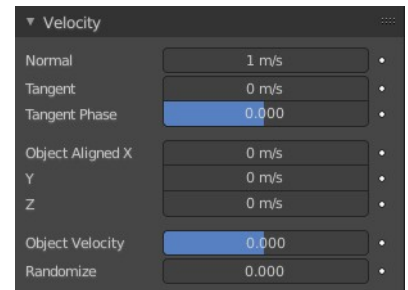 Velocity
Normal 1 m/s
Tangent 0 m/s
Tangent Phase 0.000
Object Aligned X 0 m/s
Y 0 m/s
Z 0 m/s
Object Velocity 0.000
Randomize 0.000